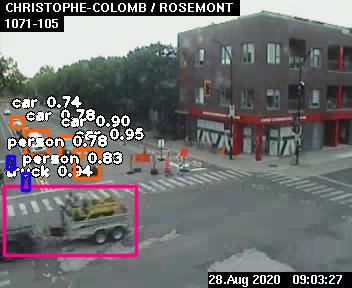 CHRISTOPHE-COLOMB / ROSEMONT
1071-105
car 0.74
car 0.78
car 0.90
car 0.95
person 0.78
person 0.83
truck 0.94
28.Aug 2020 09:03:27